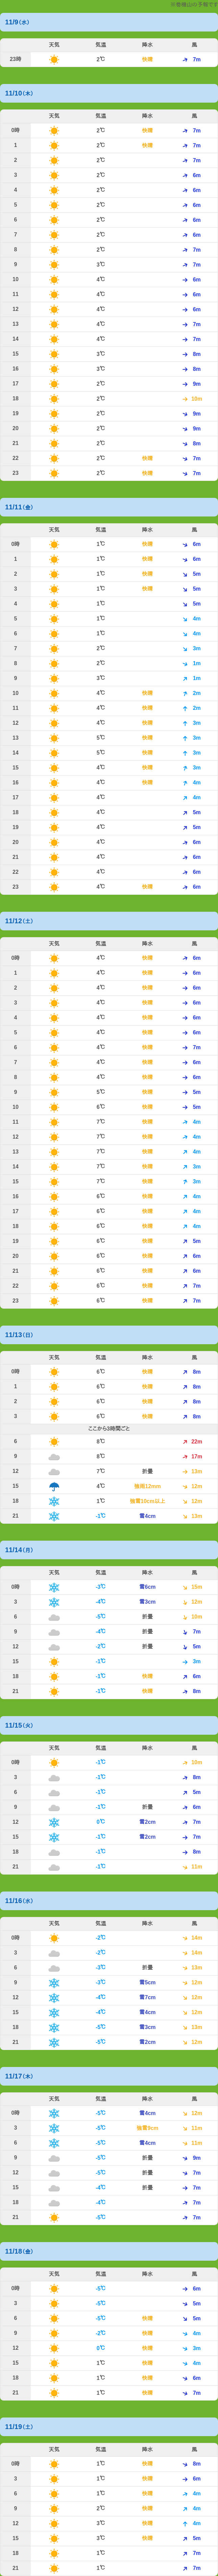 の予報です
11/9(水)
天気 気温 降水 風
23時 2℃ 快晴 7m
11/10(木)
天気 気温 降水 風
0時 2℃ 快晴 7m
1 2℃ 快晴 7m
2 2℃ 7m
3 2℃ 6m
4 2℃ 6m
5 2℃ 6m
6 2℃ 6m
7 2℃ 6m
8 2℃ 7m
9 3℃ 7m
10 4℃ 6m
11 4℃ 6m
12 4℃ 6m
13 4℃ 7m
14 4℃ 7m
15 3℃ 8m
16 3℃ 8m
17 2℃ 9m
18 2℃ 10m
19 2℃ 9m
20 2℃ 9m
21 2℃ 8m
22 2℃ 快晴 7m
23 2℃ 快晴 7m
11/11(金)
天気 気温 降水 風
0時 1℃ 快晴 6m
1 1℃ 快晴 6m
2 1℃ 快晴 5m
3 1℃ 快晴 5m
4 1℃ 5m
5 1℃ 4m
6 1℃ 4m
7 2℃ 3m
8 2℃ 1m
9 3℃ 1m
10 4℃ 快晴 2m
11 4℃ 快晴 2m
12 4℃ 快晴 3m
13 5℃ 快晴 3m
14 5℃ 快晴 3m
15 4℃ 快晴 3m
16 4℃ 快晴 4m
17 4℃ 4m
18 4℃ 5m
19 4℃ 5m
20 4℃ 6m
21 4℃ 6m
22 4℃ 6m
23 4℃ 快晴 6m
11/12(土)
天気 気温 降水 風
0時 4℃ 快晴 6m
1 4℃ 快晴 6m
2 4℃ 快晴 6m
3 4℃ 快晴 6m
4 4℃ 快晴 6m
5 4℃ 快晴 6m
6 4℃ 快晴 7m
7 4℃ 快晴 6m
8 4℃ 快晴 6m
9 5℃ 快晴 5m
10 6℃ 快晴 5m
11 7℃ 快晴 4m
12 7℃ 快晴 4m
13 7℃ 快晴 4m
14 7℃ 快晴 3m
15 7℃ 快晴 3m
16 6℃ 快晴 4m
17 6℃ 快晴 4m
18 6℃ 快晴 4m
19 6℃ 快晴 5m
20 6℃ 快晴 6m
21 6℃ 快晴 6m
22 6℃ 快晴 7m
23 6℃ 快晴 7m
11/13(日)
天気 気温 降水 風
0時 6℃ 快晴 8m
1 6℃ 快晴 8m
2 6℃ 快晴 8m
3 6℃ 快晴 8m
ここから3時間ごと
6 8℃ 22m
9 8℃ 17m
12 7℃ 折曇 13m
15 4℃ 強雨12mm 12m
18 1℃ 強雪10cm以上 12m
21 -1℃ 雪4cm 13m
11/14(月)
天気 気温 降水 風
0時 -3℃ 雪6cm 15m
3 -4℃ 雪3cm 12m
6 -5℃ 折曇 10m
9 -4℃ 折曇 7m
12 -2℃ 折曇 5m
15 -1℃ 3m
18 -1℃ 快晴 6m
21 -1℃ 快晴 8m
11/15(火)
天気 気温 降水 風
0時 -1℃ 10m
3 -1℃ 8m
6 -1℃ 5m
9 -1℃ 折曇 6m
12 0℃ 雪2cm 7m
15 -1℃ 雪2cm 7m
18 -1℃ 8m
21 -1℃ 11m
11/16(水)
天気 気温 降水 風
0時 -2℃ 14m
3 -2℃ 14m
6 -3℃ 折曇 13m
9 -3℃ 雪5cm 12m
12 -4℃ 雪7cm 12m
15 -4℃ 雪4cm 12m
18 -5℃ 雪3cm 12m
21 -5℃ 雪2cm 12m
11/17(木)
天気 気温 降水 風
0時 -5℃ 雪4cm 12m
3 -5℃ 強雪9cm 11m
6 -5℃ 雪4cm 11m
9 -5℃ 折曇 9m
12 -5℃ 折曇 7m
15 -4℃ 折曇 7m
18 -4℃ 7m
21 -5℃ 7m
11/18(金)
天気 気温 降水 風
0時 -5℃ 6m
3 -5℃ 5m
6 -5℃ 快晴 5m
9 -2℃ 快晴 4m
12 0℃ 快晴 3m
15 1℃ 快晴 4m
18 1℃ 快晴 6m
21 1℃ 快晴 7m
11/19(土)
天気 気温 降水 風
0時 1℃ 快晴 8m
3 1℃ 快晴 6m
6 1℃ 快晴 4m
9 2℃ 快晴 4m
12 3℃ 快晴 4m
15 3℃ 快晴 5m
18 1℃ 7m
21 1℃ 7m